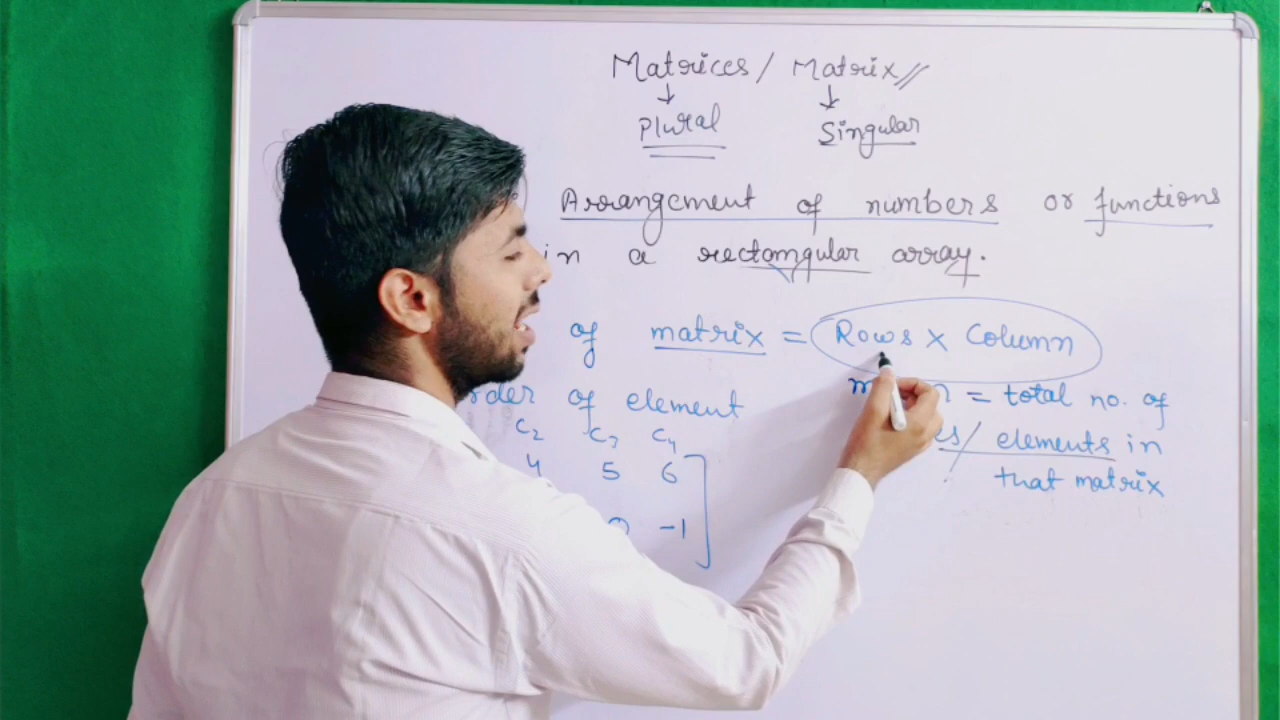 Matrices / Matrix //
↓ ↓
Plural Singular
Arrangement of numbers or functions
in a rectangular array.
of matrix = Rows x Column
= total no. of
of element
elements in
C2 C3 C4
4 5 6
that matrix
-1